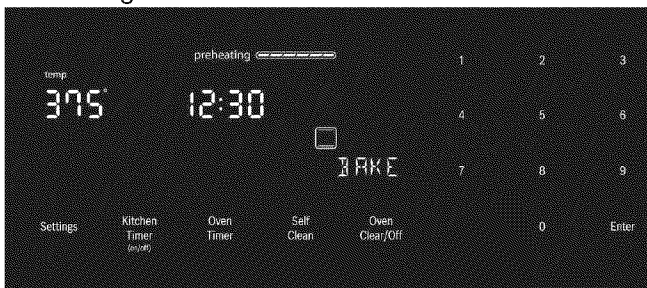 preheating
1 2 3
temp
375° 12:30
4 5 6
BAKE
7 8 9
Settings Kitchen Timer (on/off) Oven Timer Self Clean Oven Clear/Off
0 Enter